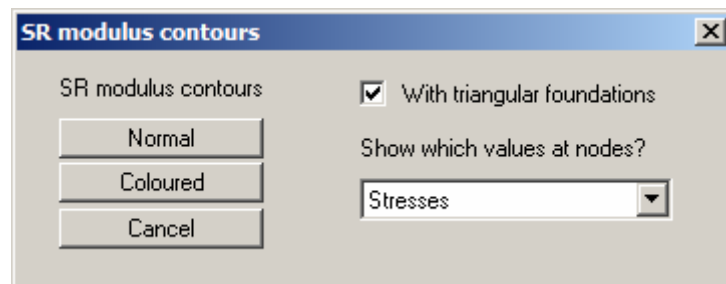 SR modulus contours
SR modulus contours
Normal
Coloured
Cancel
With triangular foundations
Show which values at nodes?
Stresses